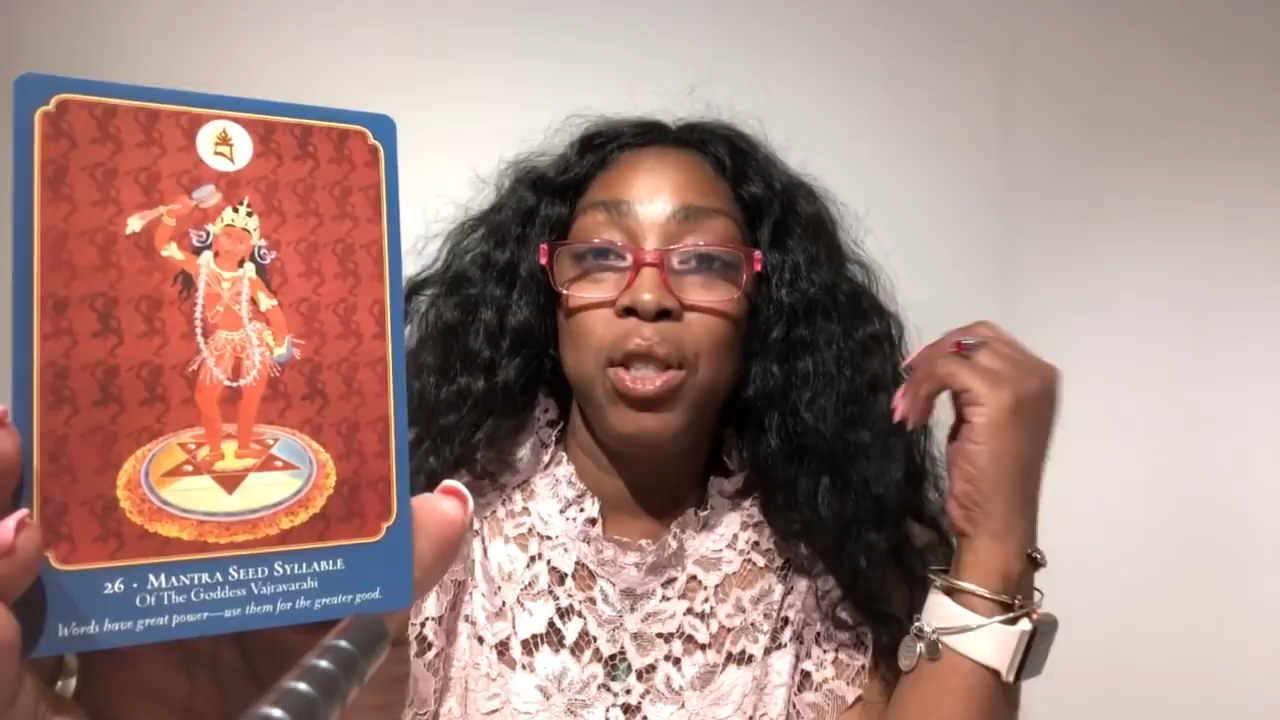 26 · MANTRA SEED SYLLABLE
Of The Goddess Vajravarahi
Words have great power—use them for the greater good.